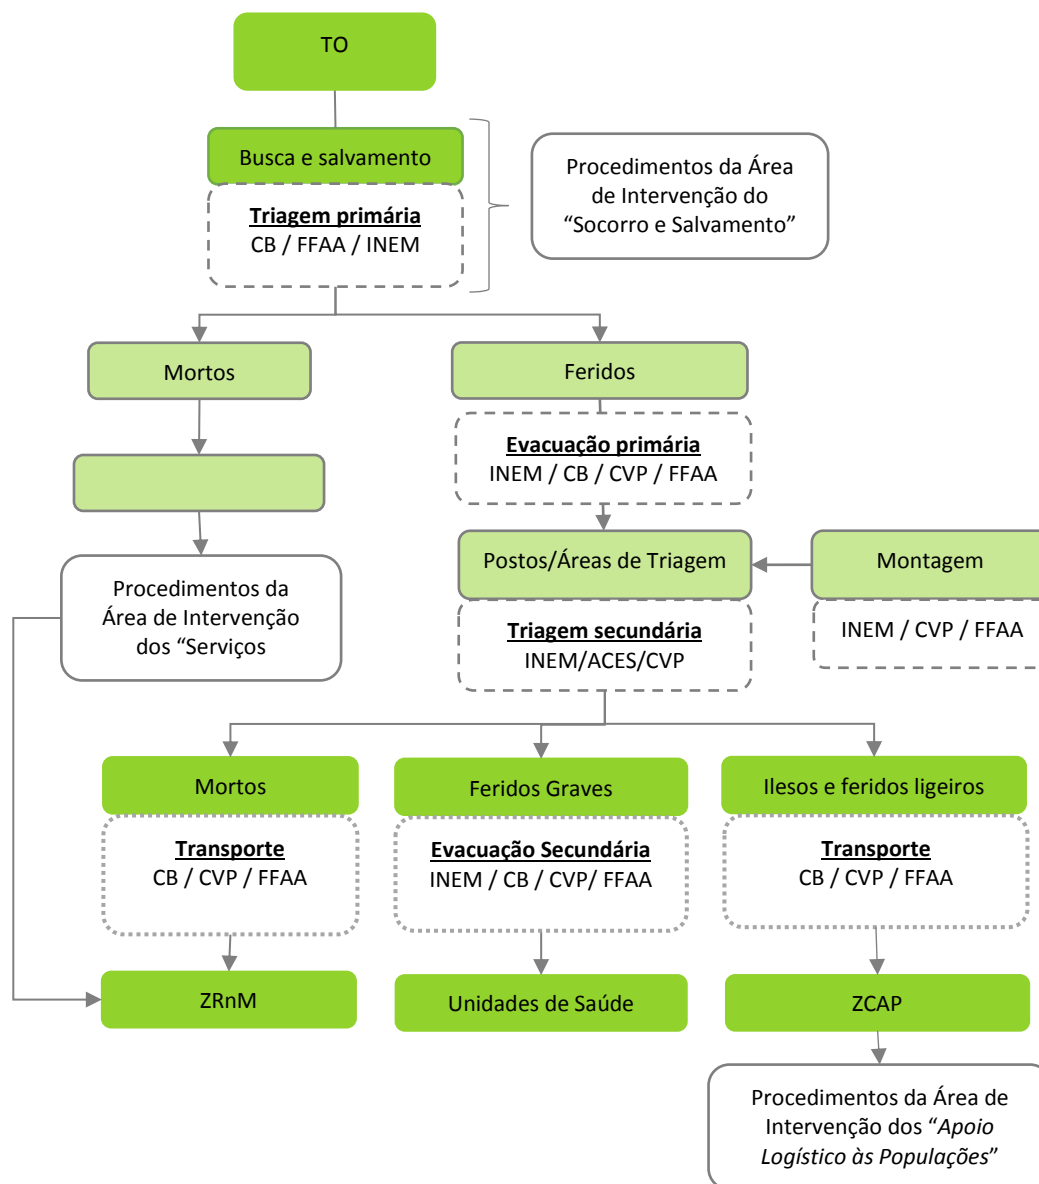 TO
Busca e salvamento
Triagem primária
CB / FFAA / INEM
Procedimentos da Área
de Intervenção do
“Socorro e Salvamento”
Mortos
Feridos
Evacuação primária
INEM / CB / CVP / FFAA
Postos/Áreas de Triagem
Montagem
Procedimentos da
Área de Intervenção
dos “Serviços
Triagem secundária
INEM/ACES/CVP
INEM / CVP / FFAA
Mortos
Feridos Graves
Ilesos e feridos ligeiros
Transporte
CB / CVP / FFAA
Evacuação Secundária
INEM / CB / CVP/ FFAA
Transporte
CB / CVP / FFAA
ZRnM
Unidades de Saúde
ZCAP
Procedimentos da Área de
Intervenção dos “Apoio
Logístico às Populações”